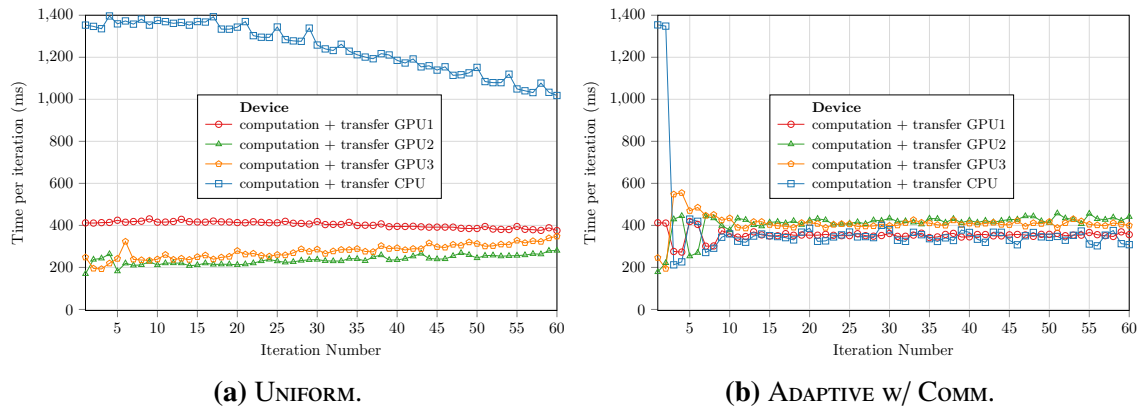 1,400
1,200
1,000
800
600
400
200
0
Time per iteration (ms)
Device
computation + transfer GPU1
computation + transfer GPU2
computation + transfer GPU3
computation + transfer CPU
5 10 15 20 25 30 35 40 45 50 55 60
Iteration Number
(a) UNIFORM.
1,400
1,200
1,000
800
600
400
200
0
Time per iteration (ms)
Device
computation + transfer GPU1
computation + transfer GPU2
computation + transfer GPU3
computation + transfer CPU
5 10 15 20 25 30 35 40 45 50 55 60
Iteration Number
(b) ADAPTIVE W/ COMM.